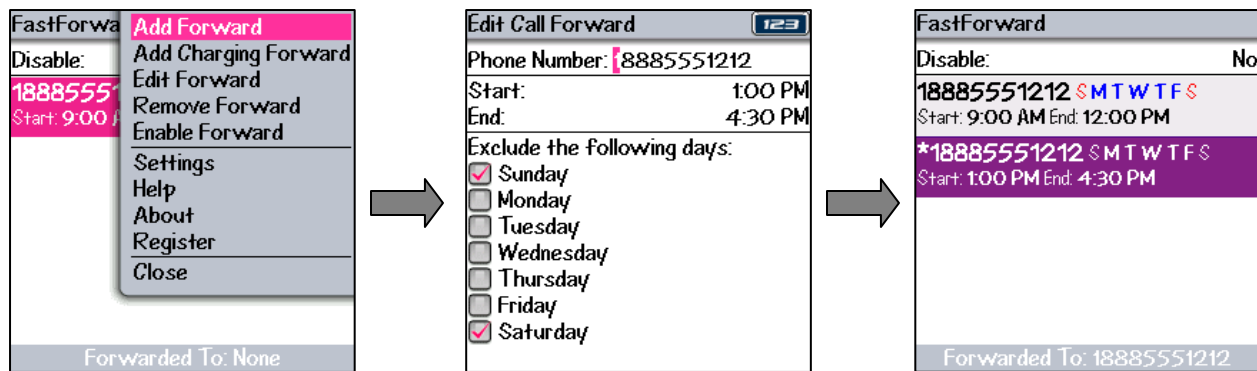 FastForwa
Disable:
18885551
Start: 9:00 A
Add Forward
Add Charging Forward
Edit Forward
Remove Forward
Enable Forward
Settings
Help
About
Register
Close
Forwarded To: None
Edit Call Forward 123
Phone Number: 8885551212
Start: 1:00 PM
End: 4:30 PM
Exclude the following days:
Sunday
Monday
Tuesday
Wednesday
Thursday
Friday
Saturday
FastForward
Disable: No
18885551212 S M T W T F S
Start: 9:00 AM End: 12:00 PM
*18885551212 S M T W T F S
Start: 1:00 PM End: 4:30 PM
Forwarded To: 18885551212